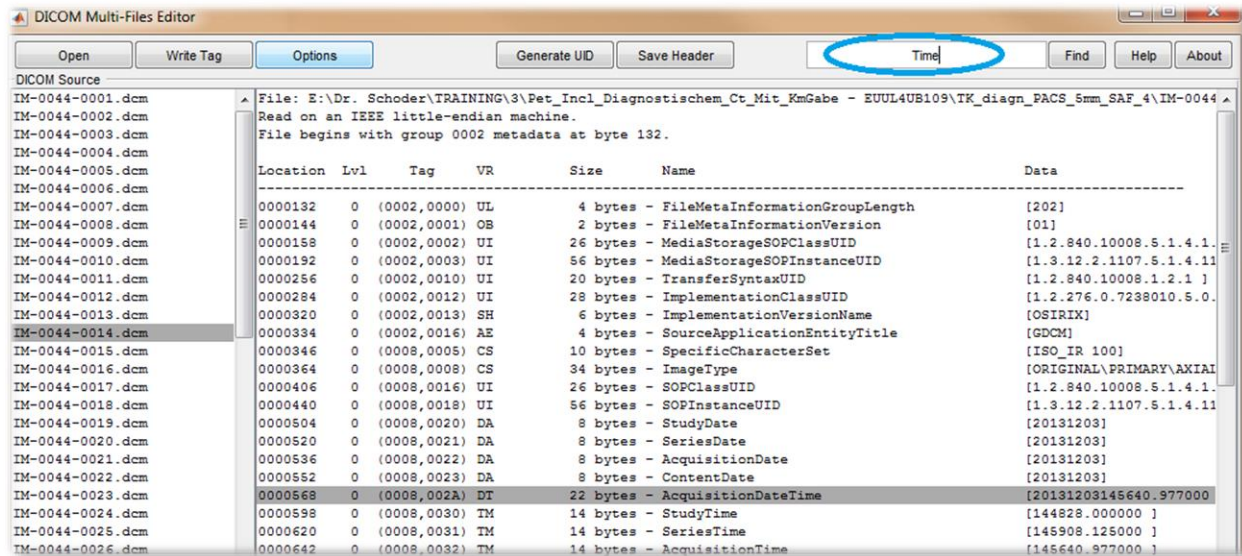 DICOM Multi-Files Editor
Open Write Tag Options Generate UID Save Header Time Find Help About
DICOM Source
IM-0044-0001.dcm File: E:\Dr. Schoder\TRAINING\3\Pet_Incl_Diagnostischem_Ct_Mit_KmGabe - EUUL4UB109\TK_diagn_PACS_5mm_SAF_4\IM-0044
IM-0044-0002.dcm Read on an IEEE little-endian machine.
IM-0044-0003.dcm File begins with group 0002 metadata at byte 132.
IM-0044-0004.dcm
IM-0044-0005.dcm Location Lvl Tag VR Size Name Data
IM-0044-0006.dcm
IM-0044-0007.dcm 0000132 0 (0002,0000) UL 4 bytes - FileMetaInformationGroupLength [202]
IM-0044-0008.dcm 0000144 0 (0002,0001) OB 2 bytes - FileMetaInformationVersion [01]
IM-0044-0009.dcm 0000158 0 (0002,0002) UI 26 bytes - MediaStorageSOPClassUID [1.2.840.10008.5.1.4.1.
IM-0044-0010.dcm 0000192 0 (0002,0003) UI 56 bytes - MediaStorageSOPInstanceUID [1.3.12.2.1107.5.1.4.11
IM-0044-0011.dcm 0000256 0 (0002,0010) UI 20 bytes - TransferSyntaxUID [1.2.840.10008.1.2.1 ]
IM-0044-0012.dcm 0000284 0 (0002,0012) UI 28 bytes - ImplementationClassUID [1.2.276.0.7238010.5.0.
IM-0044-0013.dcm 0000320 0 (0002,0013) SH 6 bytes - ImplementationVersionName [OSIRIX]
IM-0044-0014.dcm 0000334 0 (0002,0016) AE 4 bytes - SourceApplicationEntityTitle [GDCM]
IM-0044-0015.dcm 0000346 0 (0008,0005) CS 10 bytes - SpecificCharacterSet [ISO_IR 100]
IM-0044-0016.dcm 0000364 0 (0008,0008) CS 34 bytes - ImageType [ORIGINAL\PRIMARY\AXIAL
IM-0044-0017.dcm 0000406 0 (0008,0016) UI 26 bytes - SOPClassUID [1.2.840.10008.5.1.4.1.
IM-0044-0018.dcm 0000440 0 (0008,0018) UI 56 bytes - SOPInstanceUID [1.3.12.2.1107.5.1.4.11
IM-0044-0019.dcm 0000504 0 (0008,0020) DA 8 bytes - StudyDate [20131203]
IM-0044-0020.dcm 0000520 0 (0008,0021) DA 8 bytes - SeriesDate [20131203]
IM-0044-0021.dcm 0000536 0 (0008,0022) DA 8 bytes - AcquisitionDate [20131203]
IM-0044-0022.dcm 0000552 0 (0008,0023) DA 8 bytes - ContentDate [20131203]
IM-0044-0023.dcm 0000568 0 (0008,002A) DT 22 bytes - AcquisitionDateTime [20131203145640.977000
IM-0044-0024.dcm 0000598 0 (0008,0030) TM 14 bytes - StudyTime [144828.000000 ]
IM-0044-0025.dcm 0000620 0 (0008,0031) TM 14 bytes - SeriesTime [145908.125000 ]
IM-0044-0026.dcm 0000642 0 (0008,0032) TM 14 bytes - AcquisitionTime [145640.977000 ]